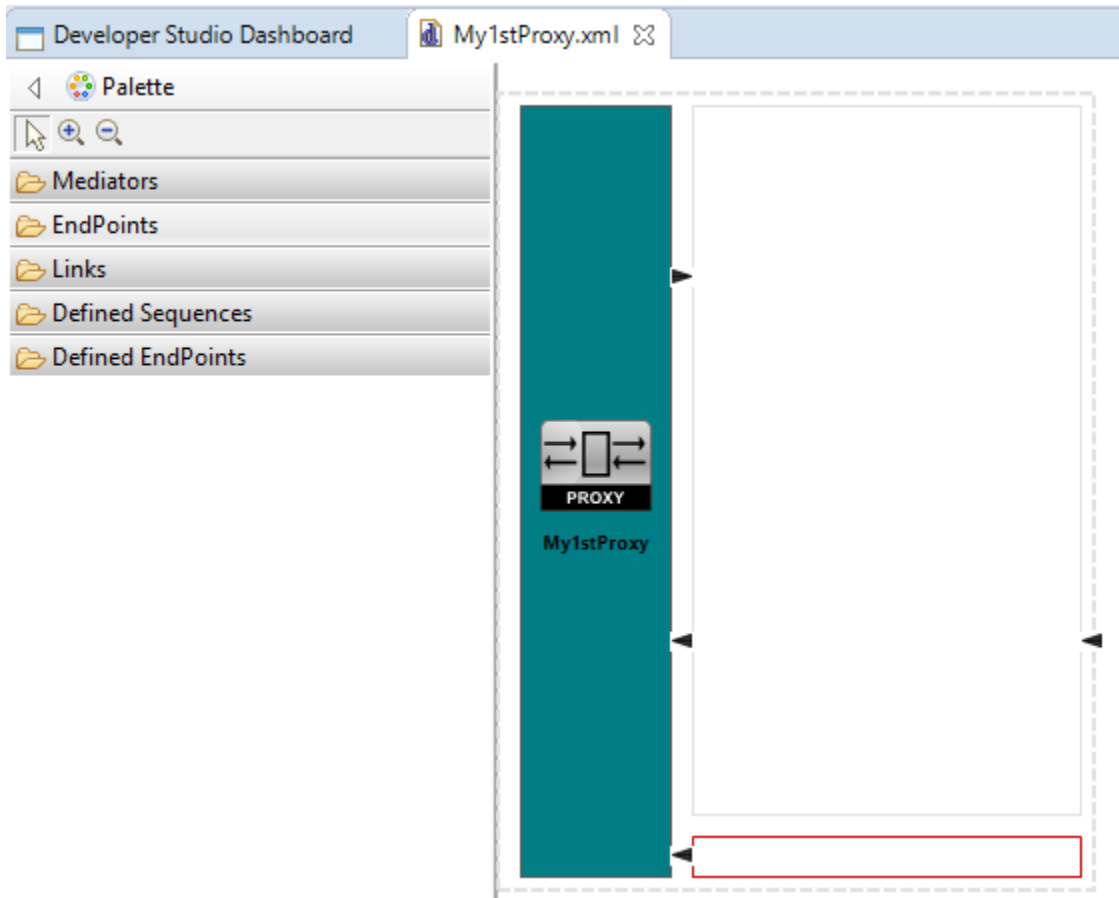 Developer Studio Dashboard
My1stProxy.xml
Palette
Mediators
EndPoints
Links
Defined Sequences
Defined EndPoints
PROXY
My1stProxy